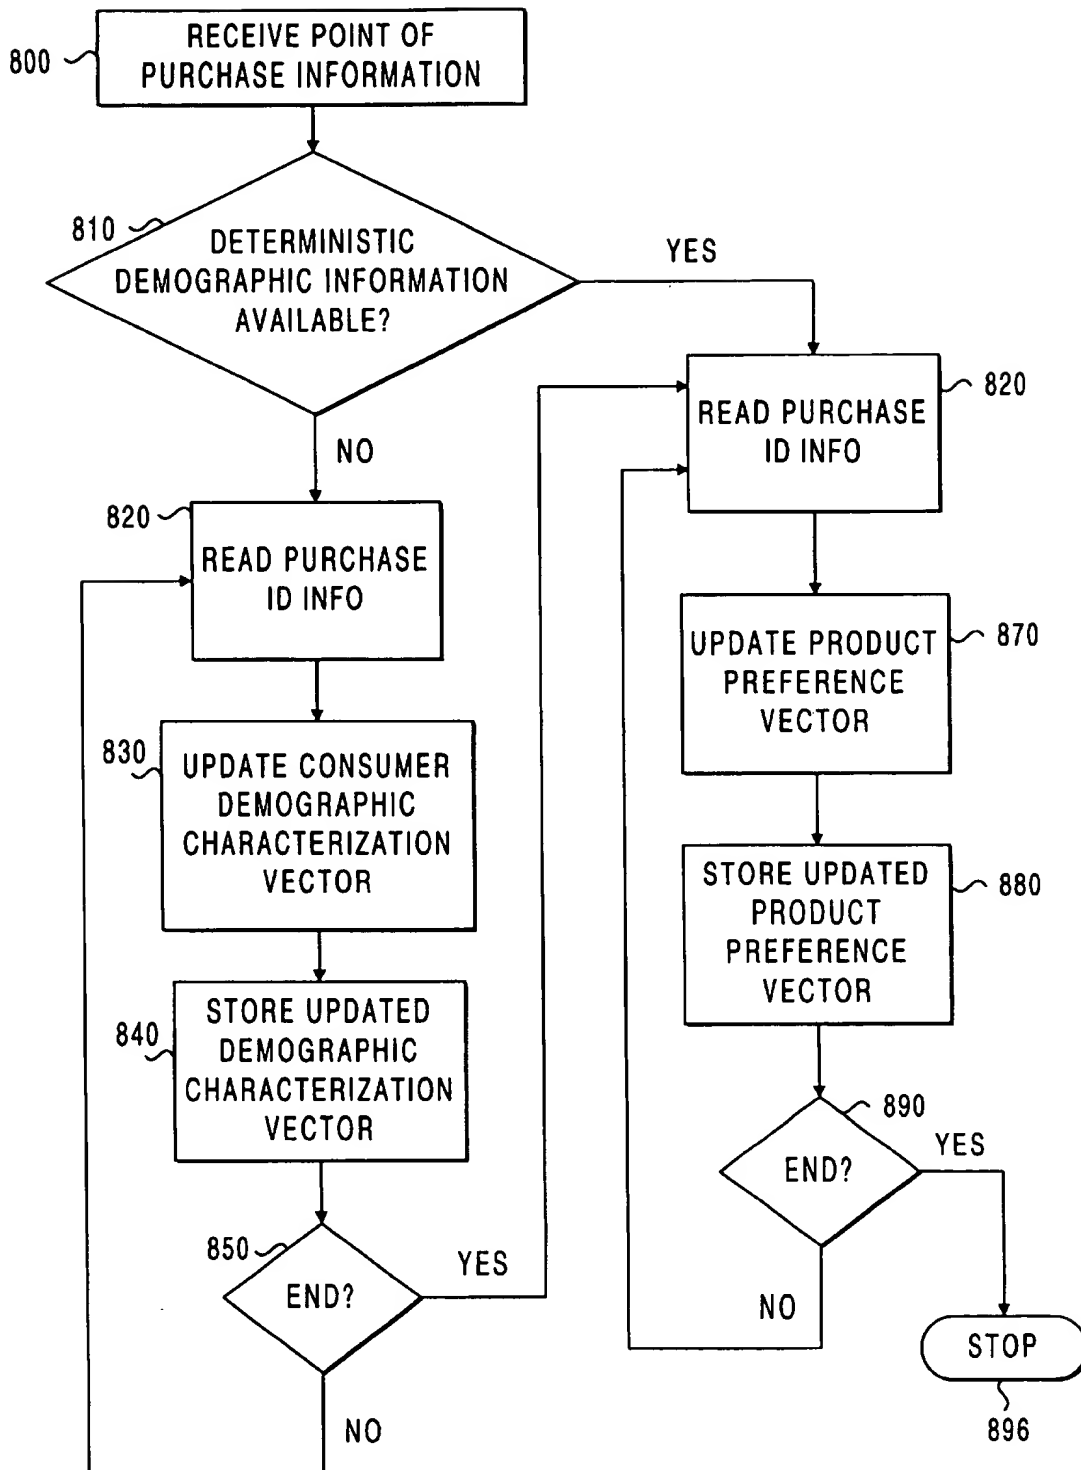 800
RECEIVE POINT OF
PURCHASE INFORMATION
810
DETERMINISTIC
DEMOGRAPHIC INFORMATION
AVAILABLE?
YES
NO
820
READ PURCHASE
ID INFO
830
UPDATE CONSUMER
DEMOGRAPHIC
CHARACTERIZATION
VECTOR
840
STORE UPDATED
DEMOGRAPHIC
CHARACTERIZATION
VECTOR
850
END?
YES
NO
820
READ PURCHASE
ID INFO
870
UPDATE PRODUCT
PREFERENCE
VECTOR
880
STORE UPDATED
PRODUCT
PREFERENCE
VECTOR
890
END?
YES
NO
STOP
896